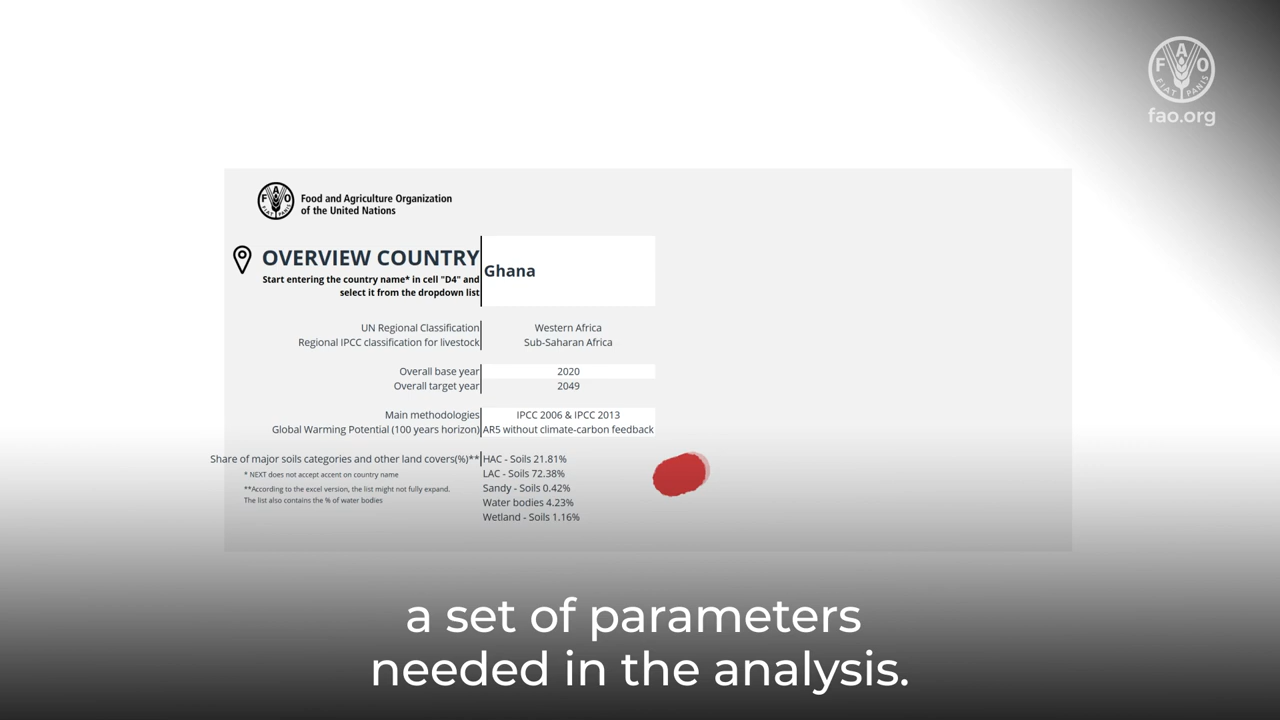 F A O
FIAT PANIS
fao.org
F A O
FIAT PANIS
Food and Agriculture Organization
of the United Nations
OVERVIEW COUNTRY
Start entering the country name* in cell "D4" and
select it from the dropdown list
Ghana
UN Regional Classification Western Africa
Regional IPCC classification for livestock Sub-Saharan Africa
Overall base year 2020
Overall target year 2049
Main methodologies IPCC 2006 & IPCC 2013
Global Warming Potential (100 years horizon) AR5 without climate-carbon feedback
Share of major soils categories and other land covers(%)** HAC - Soils 21.81%
* NEXT does not accept accent on country name LAC - Soils 72.38%
**According to the excel version, the list might not fully expand. Sandy - Soils 0.42%
The list also contains the % of water bodies Water bodies 4.23%
Wetland - Soils 1.16%
a set of parameters
needed in the analysis.